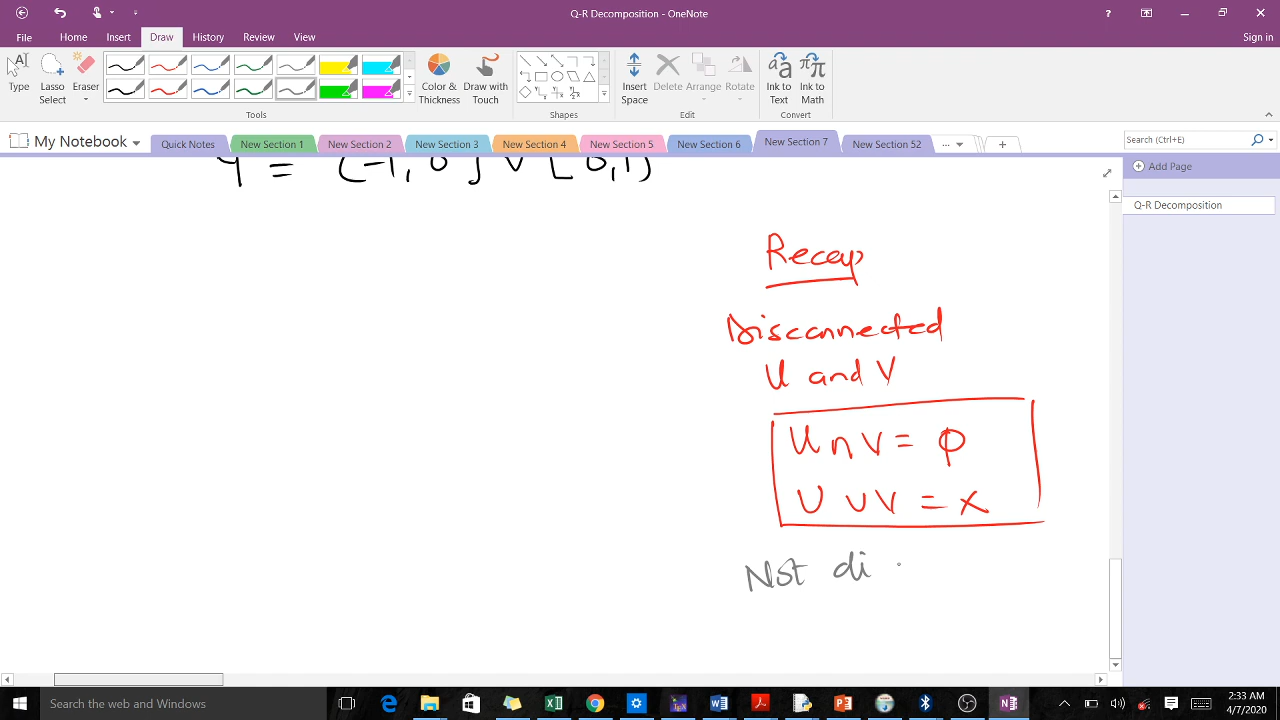 Q-R Decomposition - OneNote
Sign in
File Home Insert Draw History Review View
Type
Lasso Select
Eraser
Color & Thickness
Draw with Touch
Insert Space
Delete
Arrange
Rotate
Ink to Text
Ink to Math
Tools
Shapes
Edit
Convert
My Notebook
Quick Notes New Section 1 New Section 2 New Section 3 New Section 4 New Section 5 New Section 6 New Section 7 New Section 52
Search (Ctrl+E)
Add Page
Q-R Decomposition
Y = (-1, 0] ∪ [0,1)
Recap
Disconnected
U and V
U ∩ V = ϕ
U ∪ V = X
Not di
Search the web and Windows
2:33 AM
4/7/2020